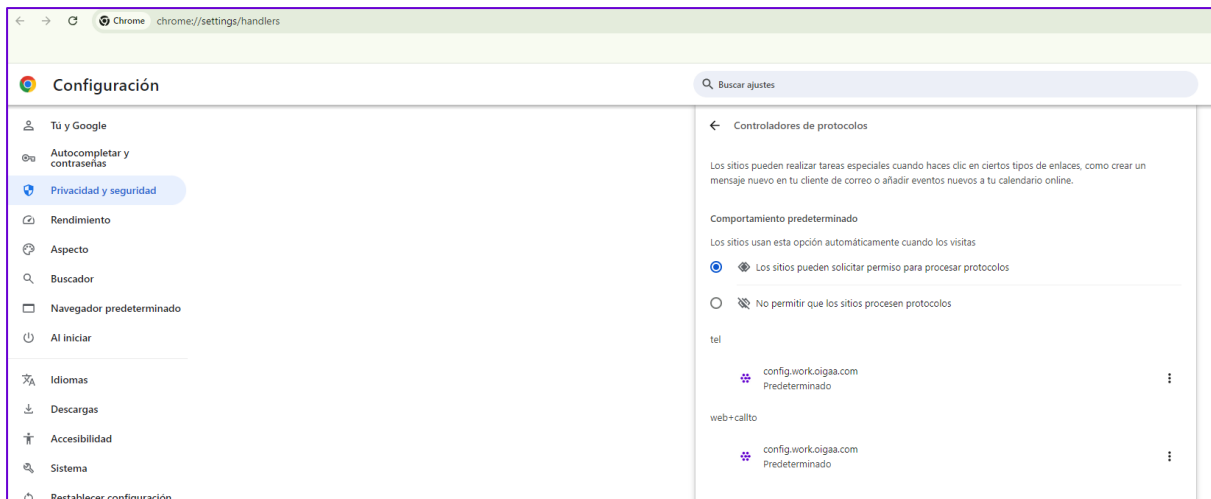 Chrome chrome://settings/handlers
Configuración
Buscar ajustes
Tú y Google
Autocompletar y
contraseñas
Privacidad y seguridad
Rendimiento
Aspecto
Buscador
Navegador predeterminado
Al iniciar
Idiomas
Descargas
Accesibilidad
Sistema
Restablecer configuración
Controladores de protocolos
Los sitios pueden realizar tareas especiales cuando haces clic en ciertos tipos de enlaces, como crear un
mensaje nuevo en tu cliente de correo o añadir eventos nuevos a tu calendario online.
Comportamiento predeterminado
Los sitios usan esta opción automáticamente cuando los visitas
Los sitios pueden solicitar permiso para procesar protocolos
No permitir que los sitios procesen protocolos
tel
config.work.oigaa.com
Predeterminado
web+callto
config.work.oigaa.com
Predeterminado